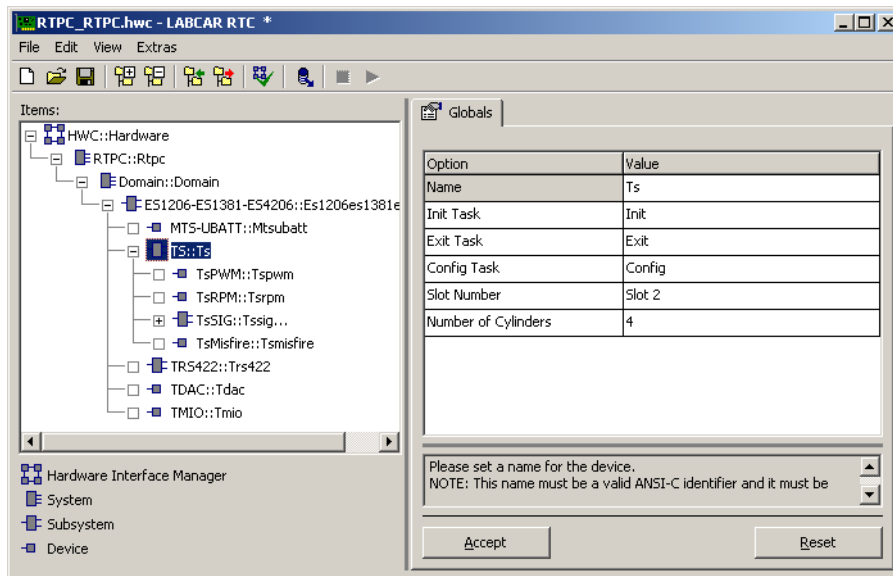 RTPC_RTPC.hwc - LABCAR RTC *
File Edit View Extras
Items:
HWC::Hardware
RTPC::Rtpc
Domain::Domain
ES1206-ES1381-ES4206::Es1206es1381e
MTS-UBATT::Mtsubatt
TS::Ts
TsPWM::Tspwm
TsRPM::Tsrpm
TsSIG::Tssig...
TsMisfire::Tsmisfire
TRS422::Trs422
TDAC::Tdac
TMIO::Tmio
Hardware Interface Manager
System
Subsystem
Device
Globals
Option Value
Name Ts
Init Task Init
Exit Task Exit
Config Task Config
Slot Number Slot 2
Number of Cylinders 4
Please set a name for the device.
NOTE: This name must be a valid ANSI-C identifier and it must be
Accept Reset